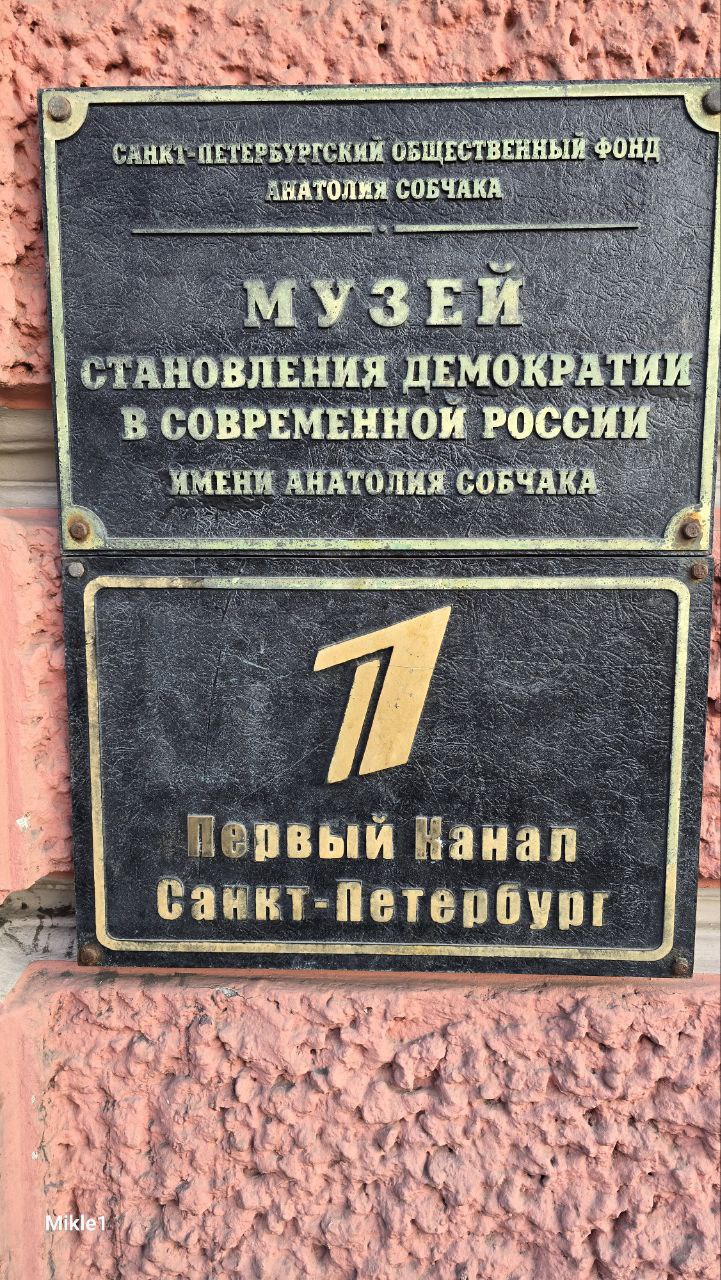 САНКТ-ПЕТЕРБУРГСКИЙ ОБЩЕСТВЕННЫЙ ФОНД
АНАТОЛИЯ СОБЧАКА
МУЗЕЙ
СТАНОВЛЕНИЯ ДЕМОКРАТИИ
В СОВРЕМЕННОЙ РОССИИ
ИМЕНИ АНАТОЛИЯ СОБЧАКА
1
Первый Канал
Санкт-Петербург
Mikle1